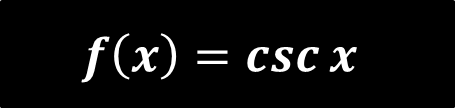 f(x) = csc x